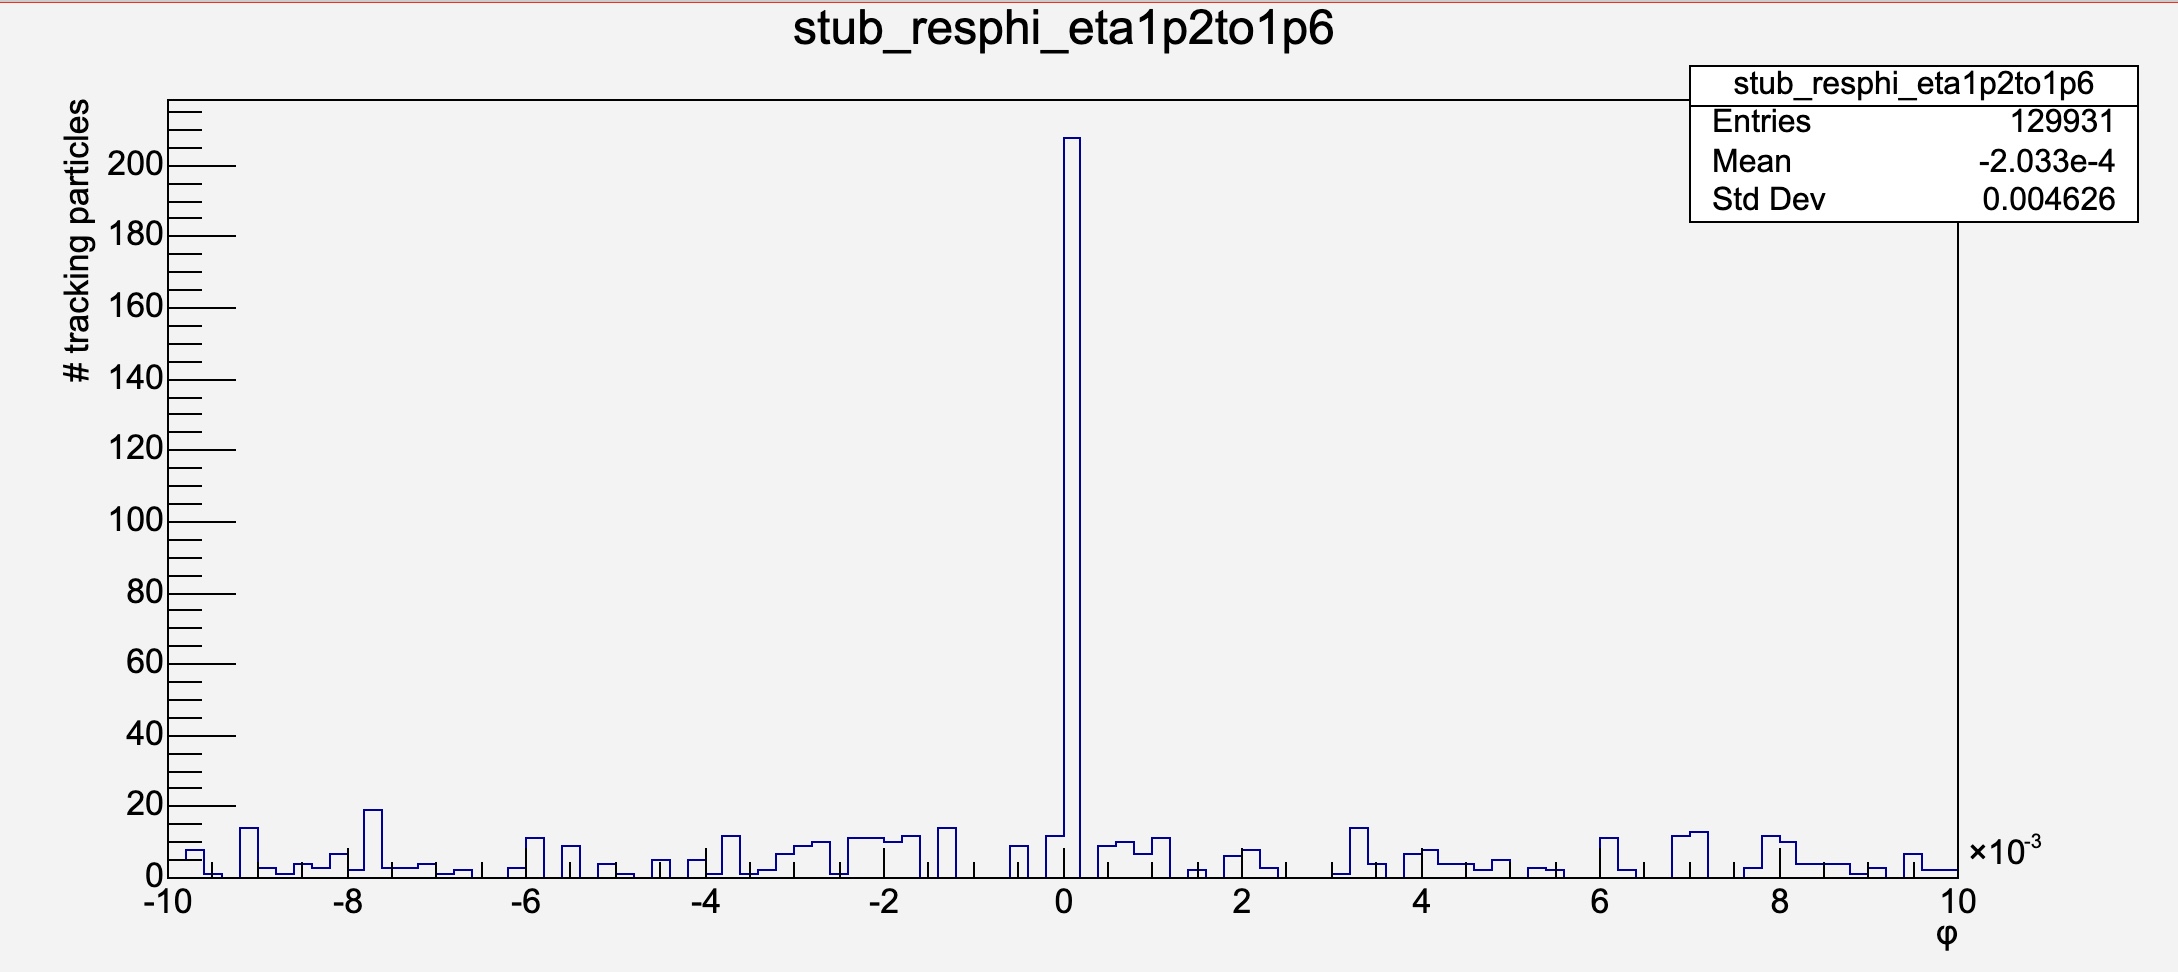 stub_resphi_eta1p2to1p6
stub_resphi_eta1p2to1p6
Entries 129931
Mean -2.033e-4
Std Dev 0.004626
# tracking particles
200
180
160
140
120
100
80
60
40
20
0
-10 -8 -6 -4 -2 0 2 4 6 8 10
×10-3
φ